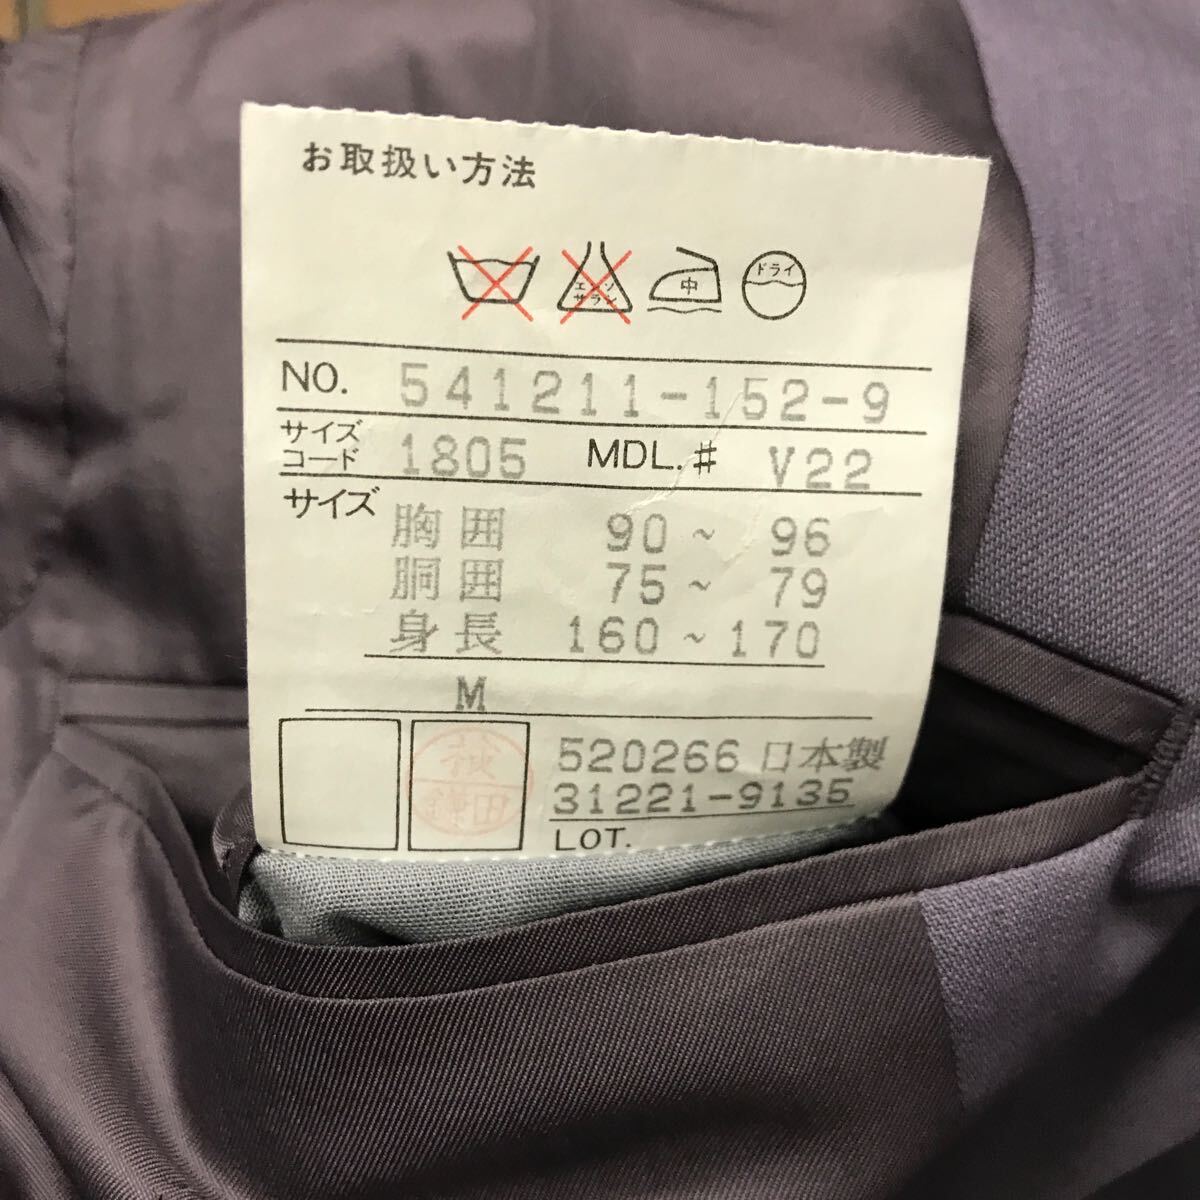 お取扱い方法
エンソ
サラシ
中
ドライ
NO. 541211-152-9
サイズ
コード 1805 MDL.# V22
サイズ 胸囲 90 ~ 96
胴囲 75 ~ 79
身長 160 ~ 170
M
検
鎌田
520266 日本製
31221-9135
LOT.